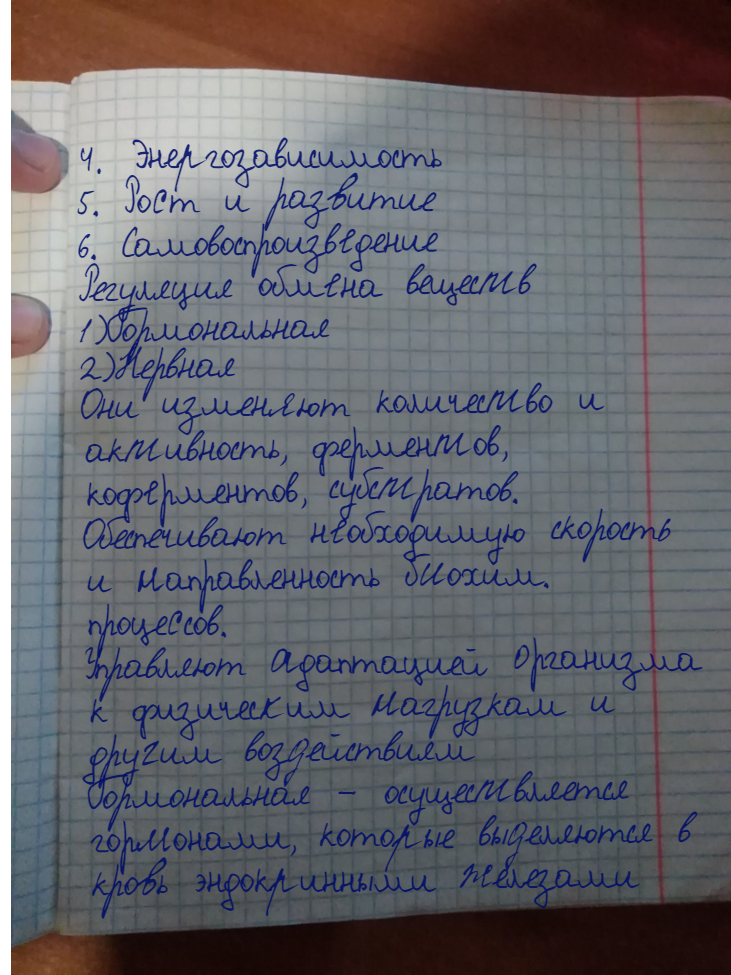 4. Энергозависимость
5. Рост и развитие
6. Самовоспроизведение
Регуляция обмена веществ
1) Гормональная
2) Нервная
Они изменяют количество и
активность, ферментов,
коферментов, субстратов.
Обеспечивают необходимую скорость
и направленность биохим.
процессов.
Управляют адаптацией организма
к физическим нагрузкам и
другим воздействиям
Гормональная – осуществляется
гормонами, которые выделяются в
кровь эндокринными железами